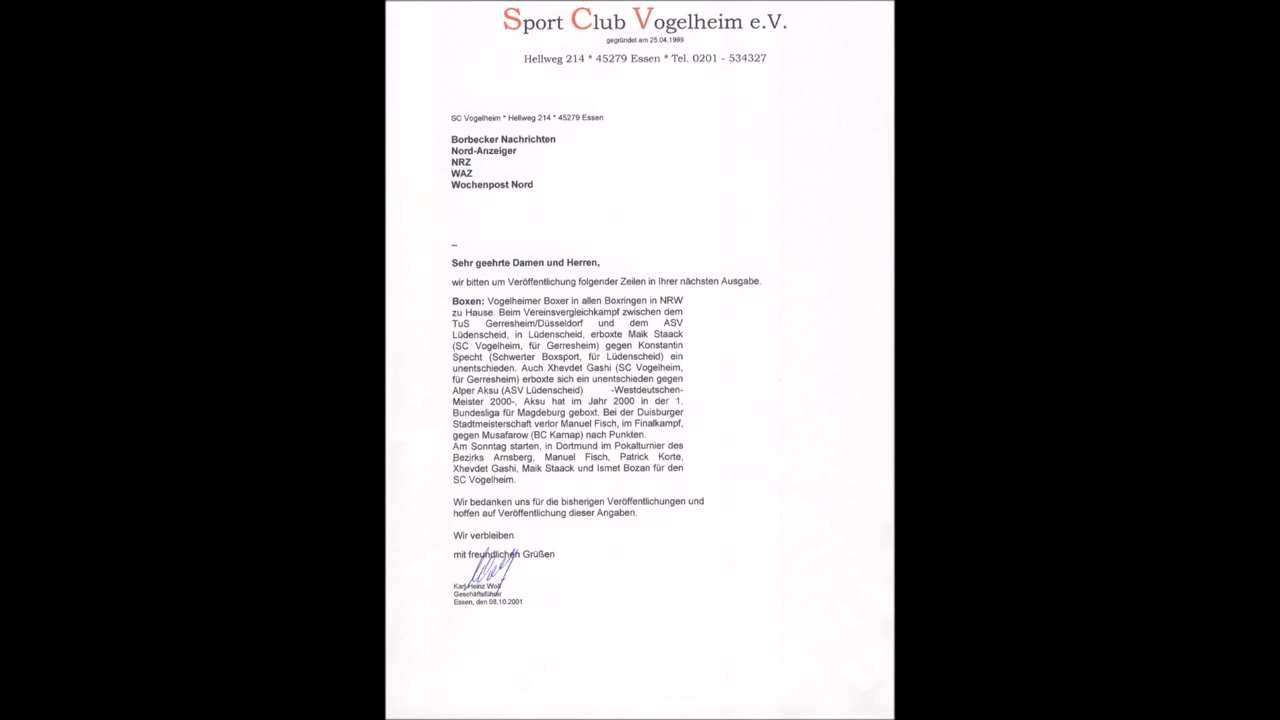 Sport Club Vogelheim e.V.
gegründet am 25.04.1999
Hellweg 214 * 45279 Essen * Tel. 0201 - 534327
SC Vogelheim * Hellweg 214 * 45279 Essen
Borbecker Nachrichten
Nord-Anzeiger
NRZ
WAZ
Wochenpost Nord
–
Sehr geehrte Damen und Herren,
wir bitten um Veröffentlichung folgender Zeilen in Ihrer nächsten Ausgabe.
Boxen: Vogelheimer Boxer in allen Boxringen in NRW
zu Hause. Beim Vereinsvergleichkampf zwischen dem
TuS Gerresheim/Düsseldorf und dem ASV
Lüdenscheid, in Lüdenscheid, erboxte Maik Staack
(SC Vogelheim, für Gerresheim) gegen Konstantin
Specht (Schwerter Boxsport, für Lüdenscheid) ein
unentschieden. Auch Xhevdet Gashi (SC Vogelheim,
für Gerresheim) erboxte sich ein unentschieden gegen
Alper Aksu (ASV Lüdenscheid) -Westdeutschen-
Meister 2000-, Aksu hat im Jahr 2000 in der 1.
Bundesliga für Magdeburg geboxt. Bei der Duisburger
Stadtmeisterschaft verlor Manuel Fisch, im Finalkampf,
gegen Musafarow (BC Karnap) nach Punkten.
Am Sonntag starten, in Dortmund im Pokalturnier des
Bezirks Arnsberg, Manuel Fisch, Patrick Korte,
Xhevdet Gashi, Maik Staack und Ismet Bozan für den
SC Vogelheim.
Wir bedanken uns für die bisherigen Veröffentlichungen und
hoffen auf Veröffentlichung dieser Angaben.
Wir verbleiben
mit freundlichen Grüßen
Karl-Heinz Wolf
Geschäftsführer
Essen, den 08.10.2001